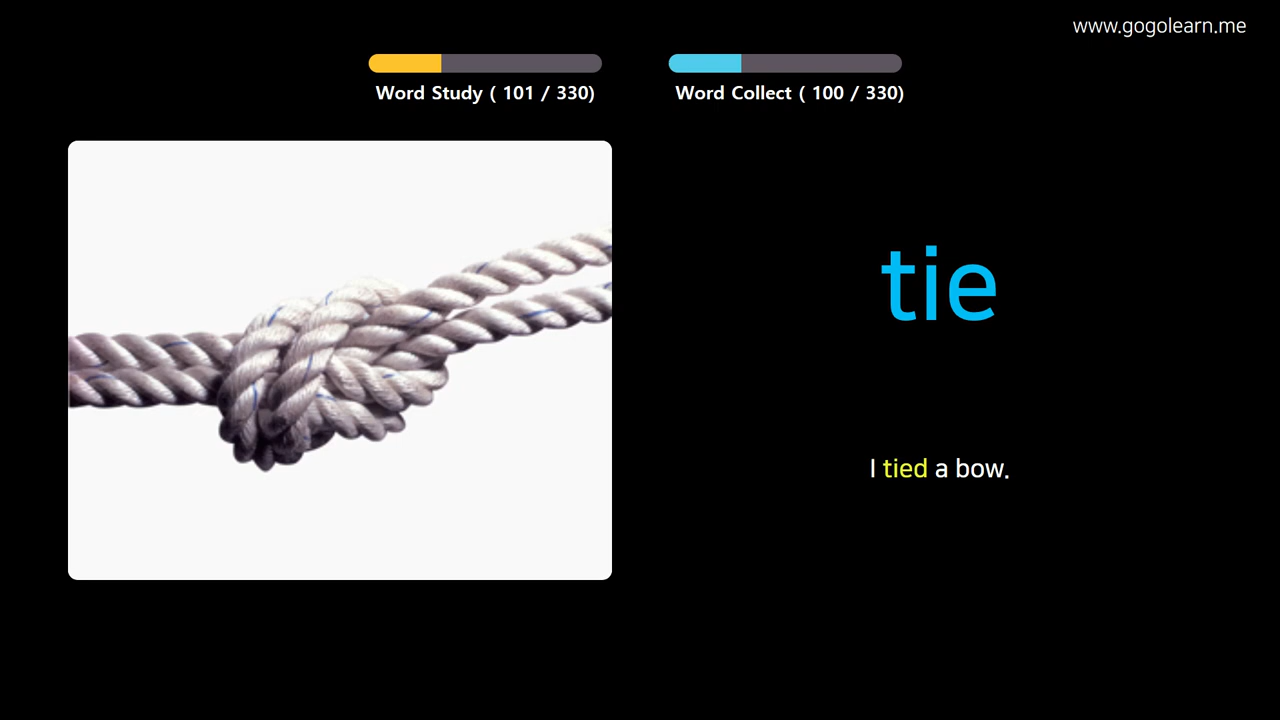 www.gogolearn.me
Word Study ( 101 / 330)
Word Collect ( 100 / 330)
tie
I tied a bow.